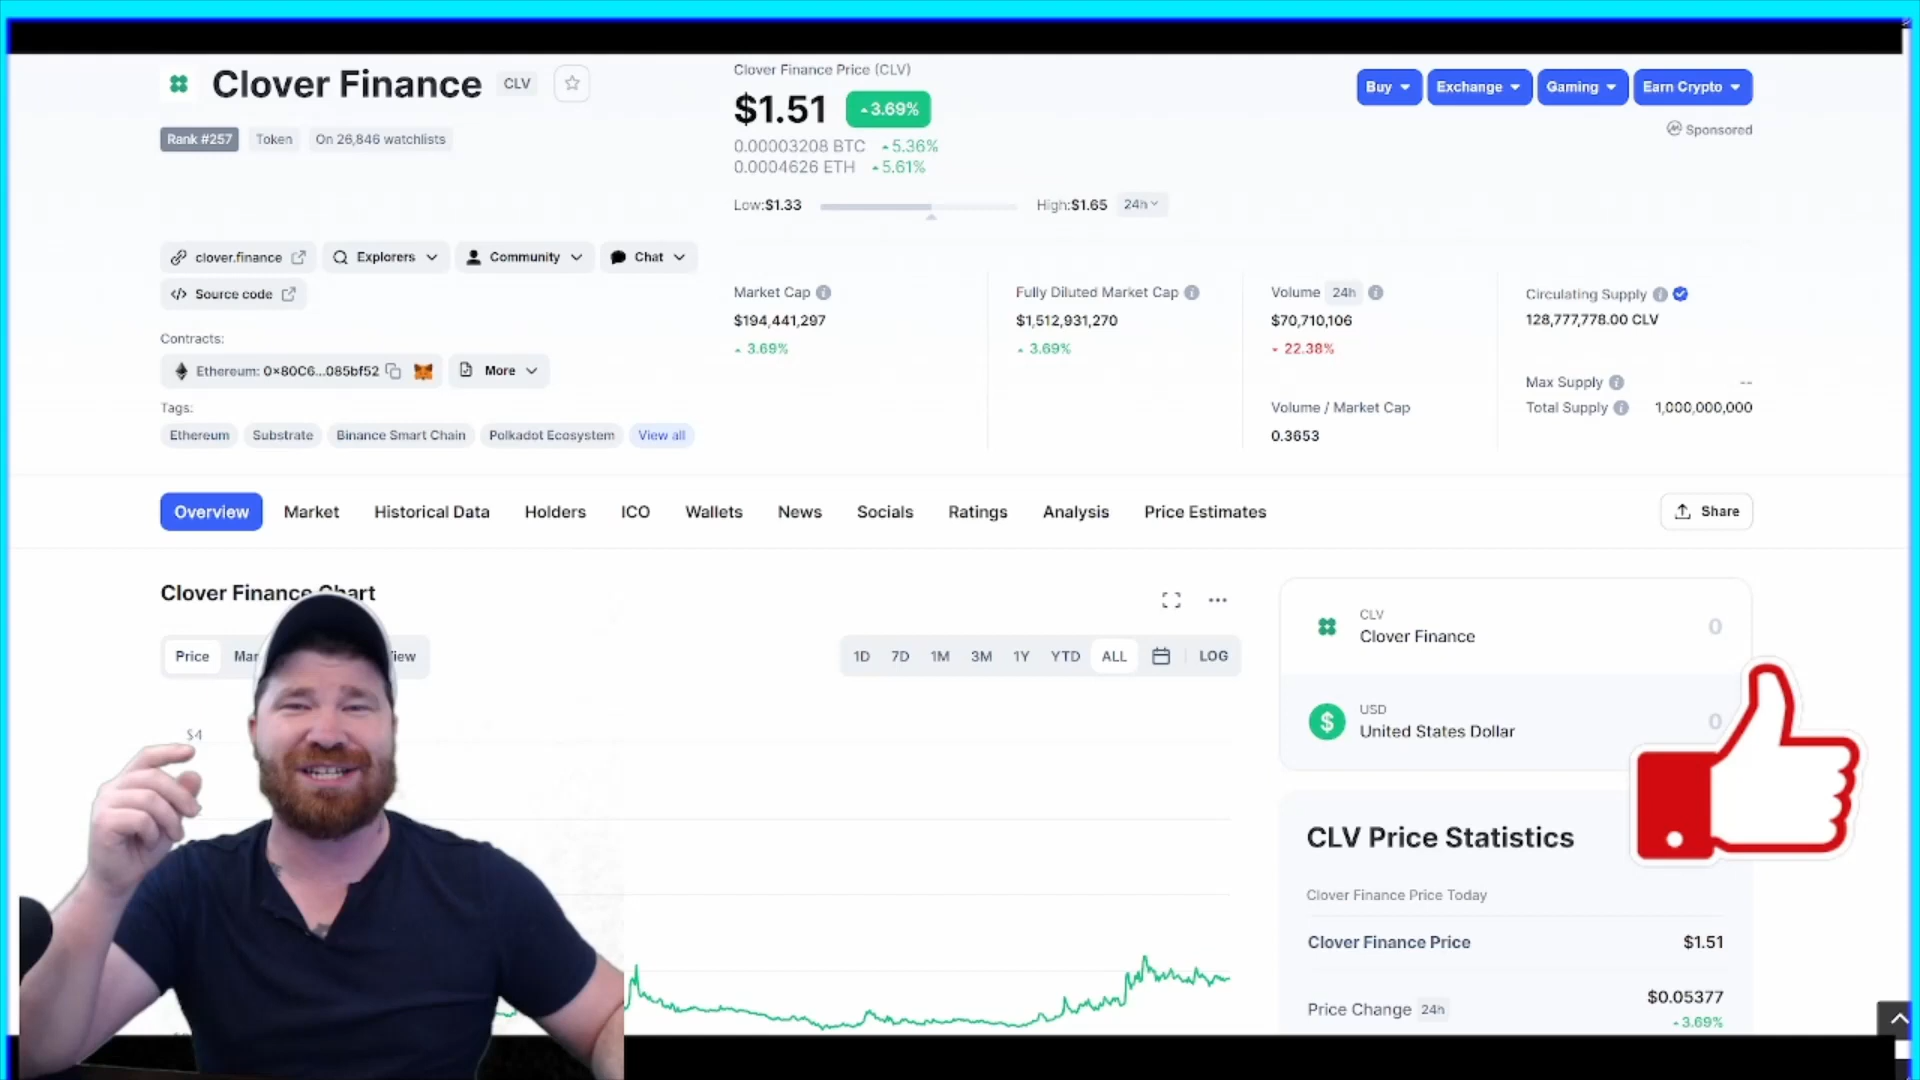 Clover Finance CLV
Rank #257 Token On 26,846 watchlists
Clover Finance Price (CLV)
$1.51 3.69%
0.00003208 BTC 5.36%
0.0004626 ETH 5.61%
Low:$1.33 High:$1.65 24h
Buy Exchange Gaming Earn Crypto
Sponsored
clover.finance Explorers Community Chat
Source code
Contracts:
Ethereum: 0x80C6...085bf52 More
Tags:
Ethereum Substrate Binance Smart Chain Polkadot Ecosystem View all
Market Cap
$194,441,297
3.69%
Fully Diluted Market Cap
$1,512,931,270
3.69%
Volume 24h
$70,710,106
22.38%
Volume / Market Cap
0.3653
Circulating Supply
128,777,778.00 CLV
Max Supply --
Total Supply 1,000,000,000
Overview Market Historical Data Holders ICO Wallets News Socials Ratings Analysis Price Estimates Share
Clover Finance Chart
Price Mar iew
1D 7D 1M 3M 1Y YTD ALL LOG
$4
CLV
Clover Finance 0
USD
United States Dollar 0
CLV Price Statistics
Clover Finance Price Today
Clover Finance Price $1.51
Price Change 24h $0.05377
3.69%